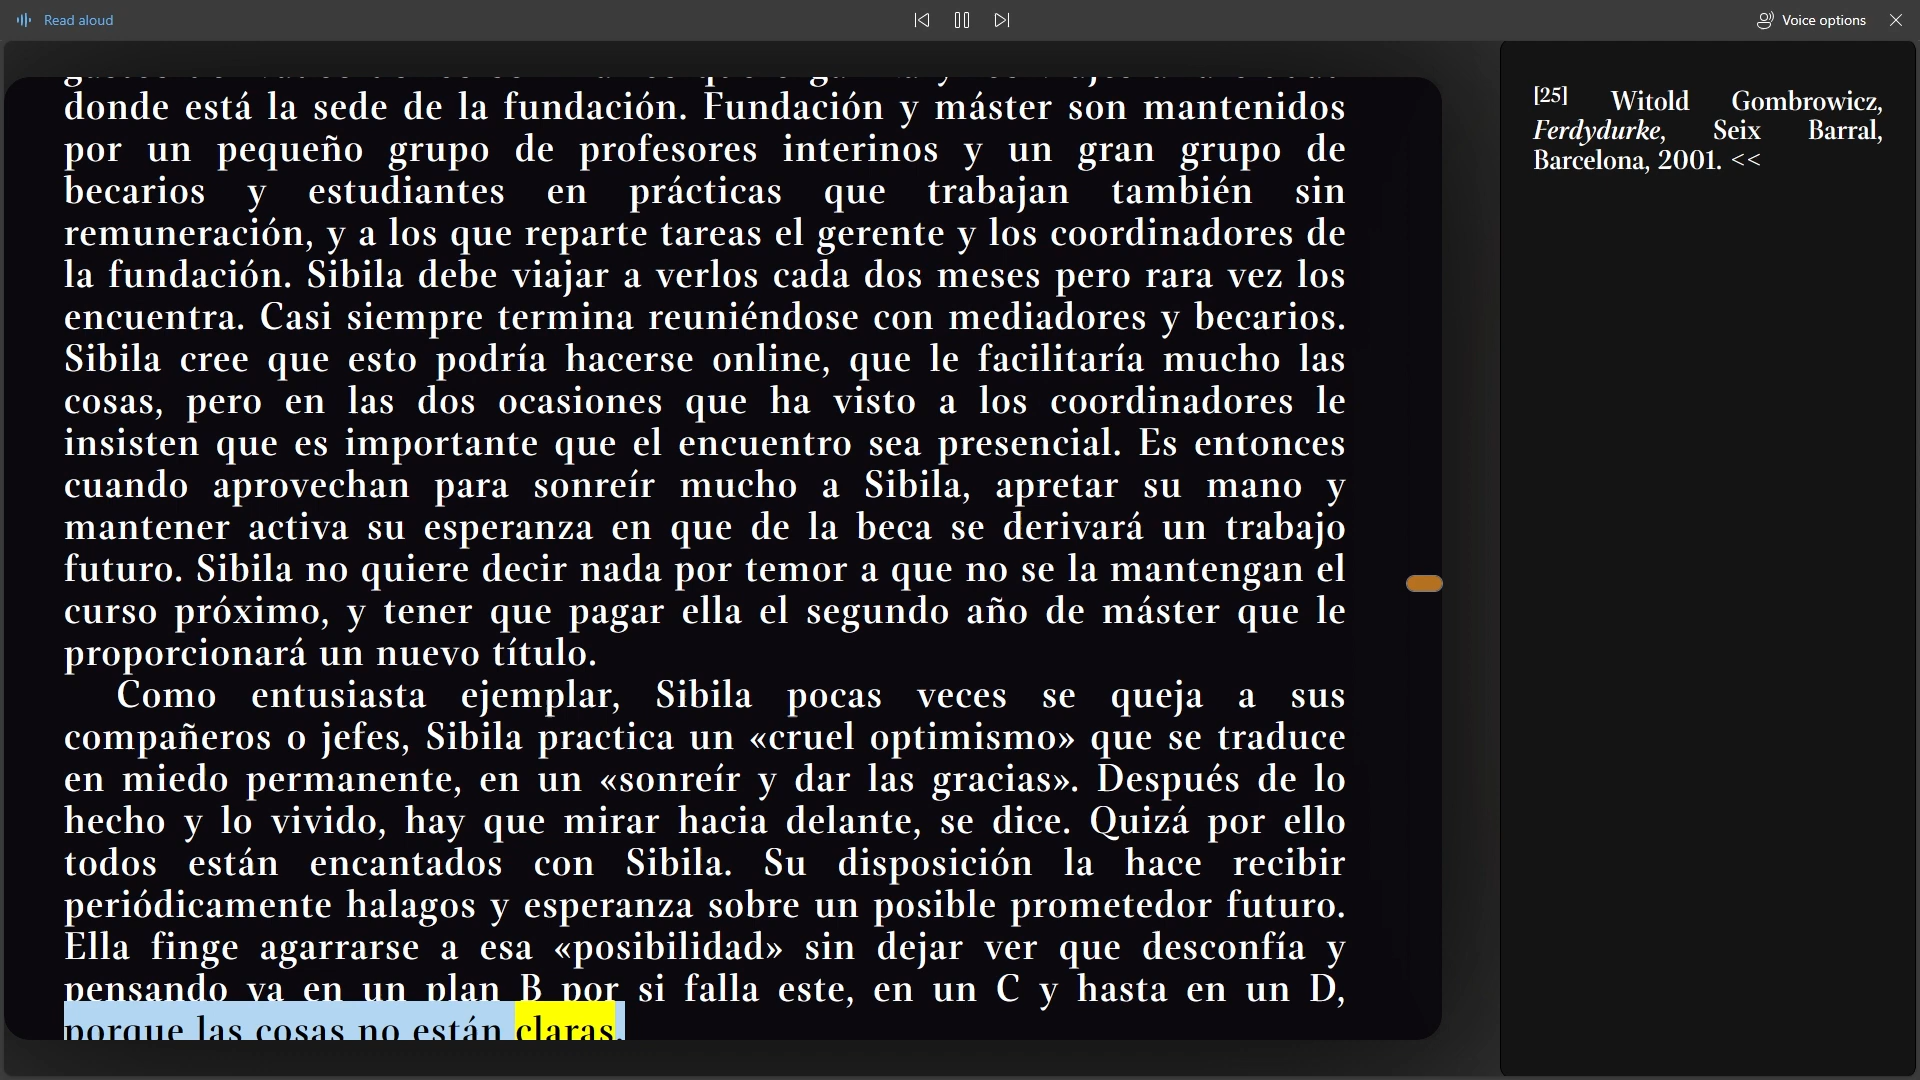 Read aloud
Voice options
donde está la sede de la fundación. Fundación y máster son mantenidos
por un pequeño grupo de profesores interinos y un gran grupo de
becarios y estudiantes en prácticas que trabajan también sin
remuneración, y a los que reparte tareas el gerente y los coordinadores de
la fundación. Sibila debe viajar a verlos cada dos meses pero rara vez los
encuentra. Casi siempre termina reuniéndose con mediadores y becarios.
Sibila cree que esto podría hacerse online, que le facilitaría mucho las
cosas, pero en las dos ocasiones que ha visto a los coordinadores le
insisten que es importante que el encuentro sea presencial. Es entonces
cuando aprovechan para sonreír mucho a Sibila, apretar su mano y
mantener activa su esperanza en que de la beca se derivará un trabajo
futuro. Sibila no quiere decir nada por temor a que no se la mantengan el
curso próximo, y tener que pagar ella el segundo año de máster que le
proporcionará un nuevo título.
Como entusiasta ejemplar, Sibila pocas veces se queja a sus
compañeros o jefes, Sibila practica un «cruel optimismo» que se traduce
en miedo permanente, en un «sonreír y dar las gracias». Después de lo
hecho y lo vivido, hay que mirar hacia delante, se dice. Quizá por ello
todos están encantados con Sibila. Su disposición la hace recibir
periódicamente halagos y esperanza sobre un posible prometedor futuro.
Ella finge agarrarse a esa «posibilidad» sin dejar ver que desconfía y
pensando ya en un plan B por si falla este, en un C y hasta en un D,
porque las cosas no están claras.
[25] Witold Gombrowicz,
Ferdydurke, Seix Barral,
Barcelona, 2001. <<